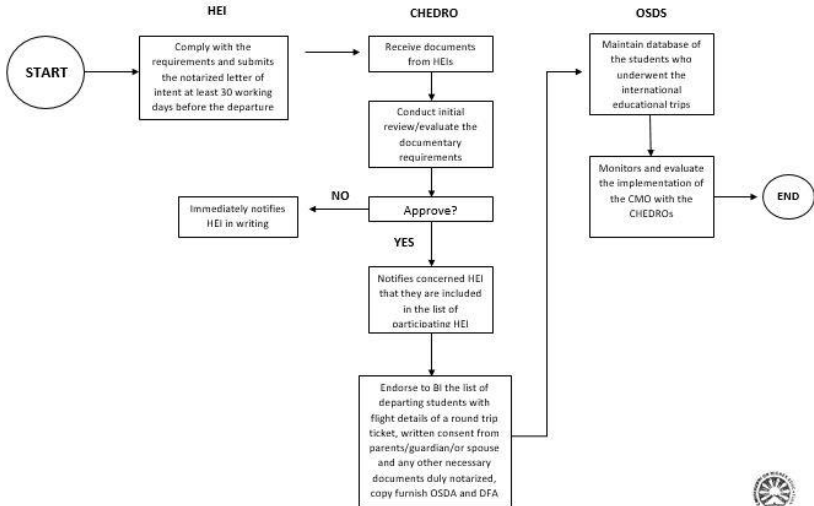 HEI
CHEDRO
OSDS
START
Comply with the
requirements and submits
the notarized letter of
intent at least 30 working
days before the departure
Receive documents
from HEIs
Conduct initial
review/evaluate the
documentary
requirements
Approve?
NO
Immediately notifies
HEI in writing
YES
Notifies concerned HEI
that they are included
in the list of
participating HEI
Endorse to BI the list of
departing students with
flight details of a round trip
ticket, written consent from
parents/guardian/or spouse
and any other necessary
documents duly notarized,
copy furnish OSDA and DFA
Maintain database of
the students who
underwent the
international
educational trips
Monitors and evaluate
the implementation of
the CMO with the
CHEDROs
END